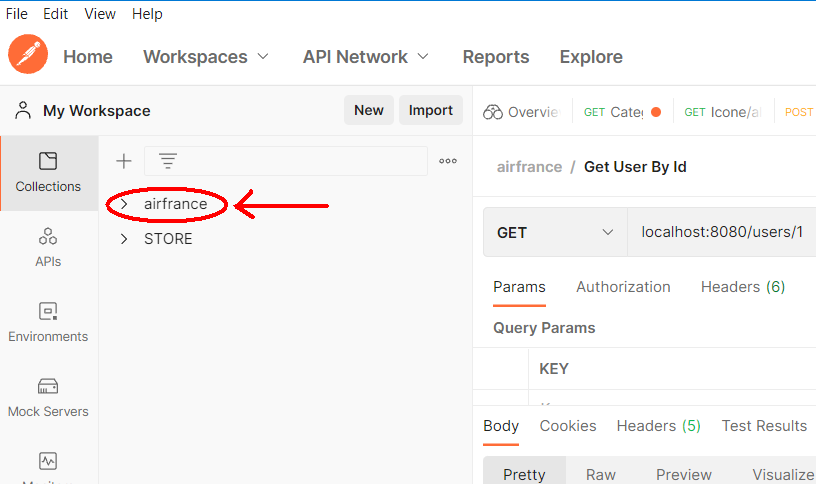 File Edit View Help
Home Workspaces API Network Reports Explore
My Workspace New Import
Overvie GET Categ GET Icone/al POST
Collections
airfrance
STORE
APIs
Environments
Mock Servers
airfrance / Get User By Id
GET localhost:8080/users/1
Params Authorization Headers (6)
Query Params
KEY
Body Cookies Headers (5) Test Results
Pretty Raw Preview Visualize